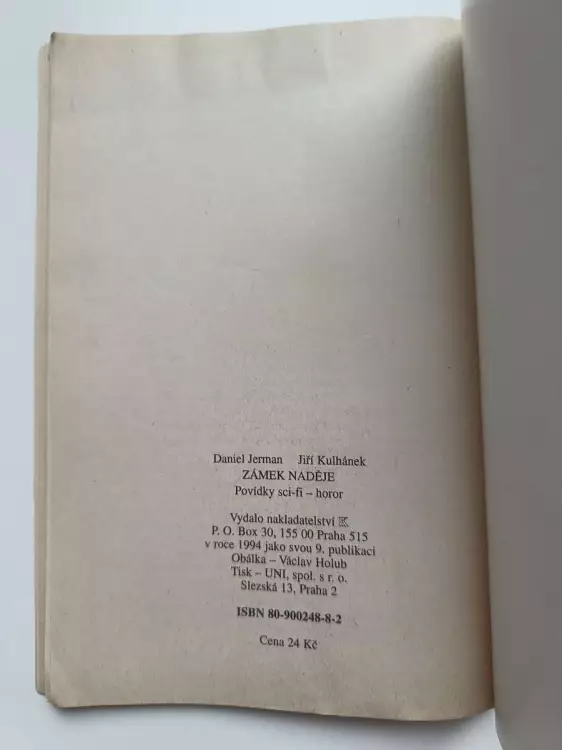 Daniel Jerman Jiří Kulhánek
ZÁMEK NADĚJE
Povídky sci-fi – horor
Vydalo nakladatelství K
P. O. Box 30, 155 00 Praha 515
v roce 1994 jako svou 9. publikaci
Obálka – Václav Holub
Tisk – UNI, spol. s r. o.
Slezská 13, Praha 2
ISBN 80-900248-8-2
Cena 24 Kč